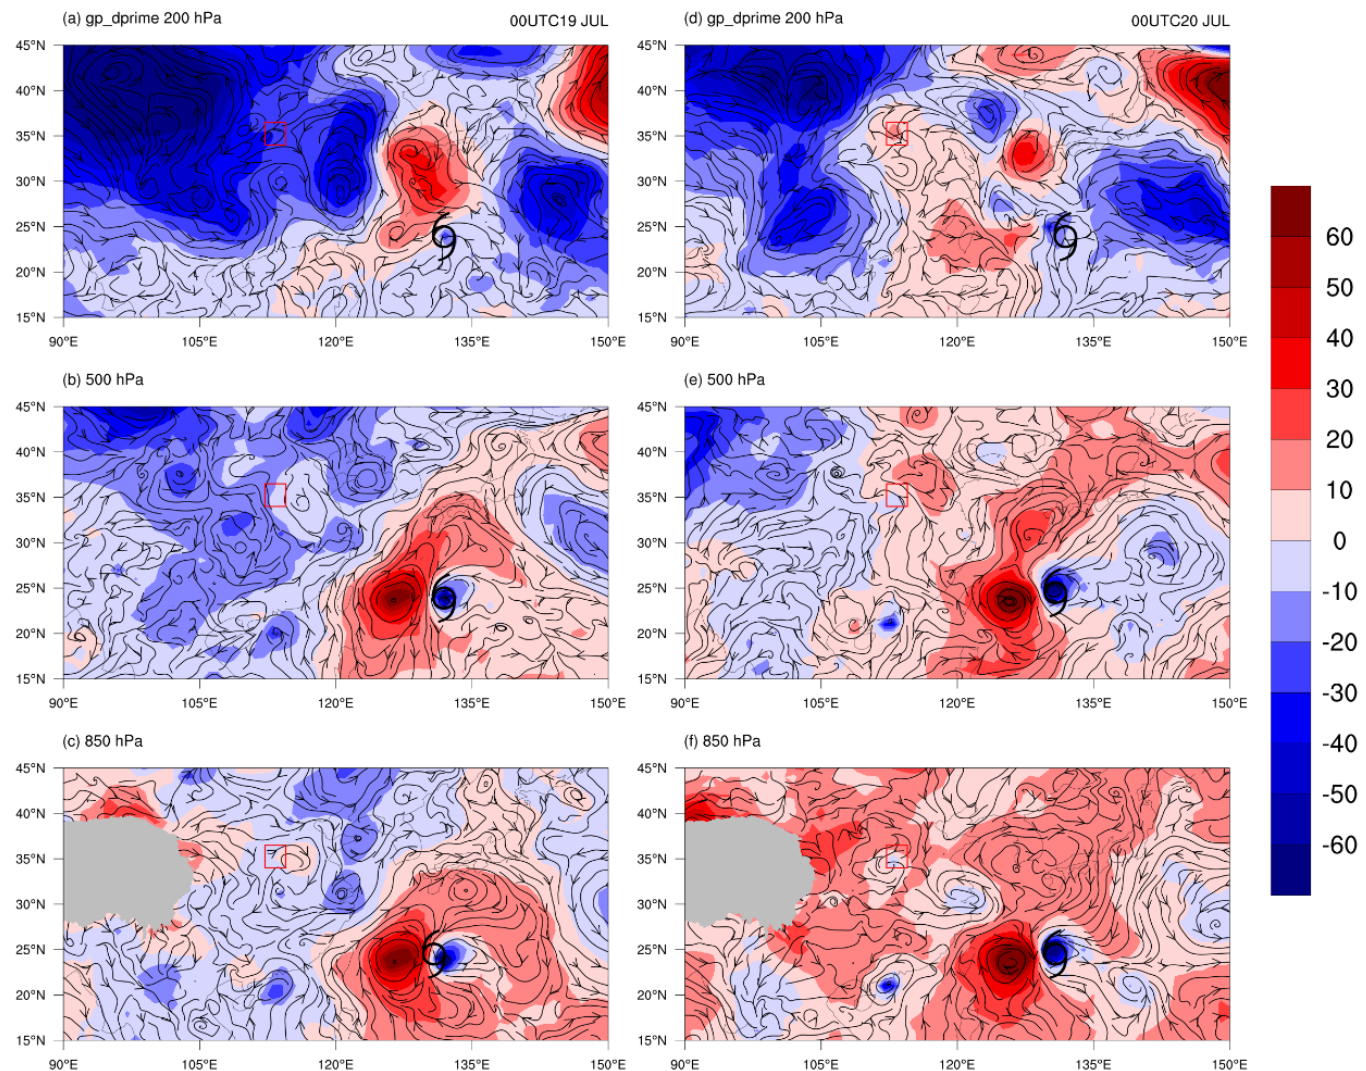 (a) gp_dprime 200 hPa 00UTC19 JUL
45°N
40°N
35°N
30°N
25°N
20°N
15°N
90°E 105°E 120°E 135°E 150°E
(d) gp_dprime 200 hPa 00UTC20 JUL
45°N
40°N
35°N
30°N
25°N
20°N
15°N
90°E 105°E 120°E 135°E 150°E
(b) 500 hPa
45°N
40°N
35°N
30°N
25°N
20°N
15°N
90°E 105°E 120°E 135°E 150°E
(e) 500 hPa
45°N
40°N
35°N
30°N
25°N
20°N
15°N
90°E 105°E 120°E 135°E 150°E
(c) 850 hPa
45°N
40°N
35°N
30°N
25°N
20°N
15°N
90°E 105°E 120°E 135°E 150°E
(f) 850 hPa
45°N
40°N
35°N
30°N
25°N
20°N
15°N
90°E 105°E 120°E 135°E 150°E
60
50
40
30
20
10
0
-10
-20
-30
-40
-50
-60